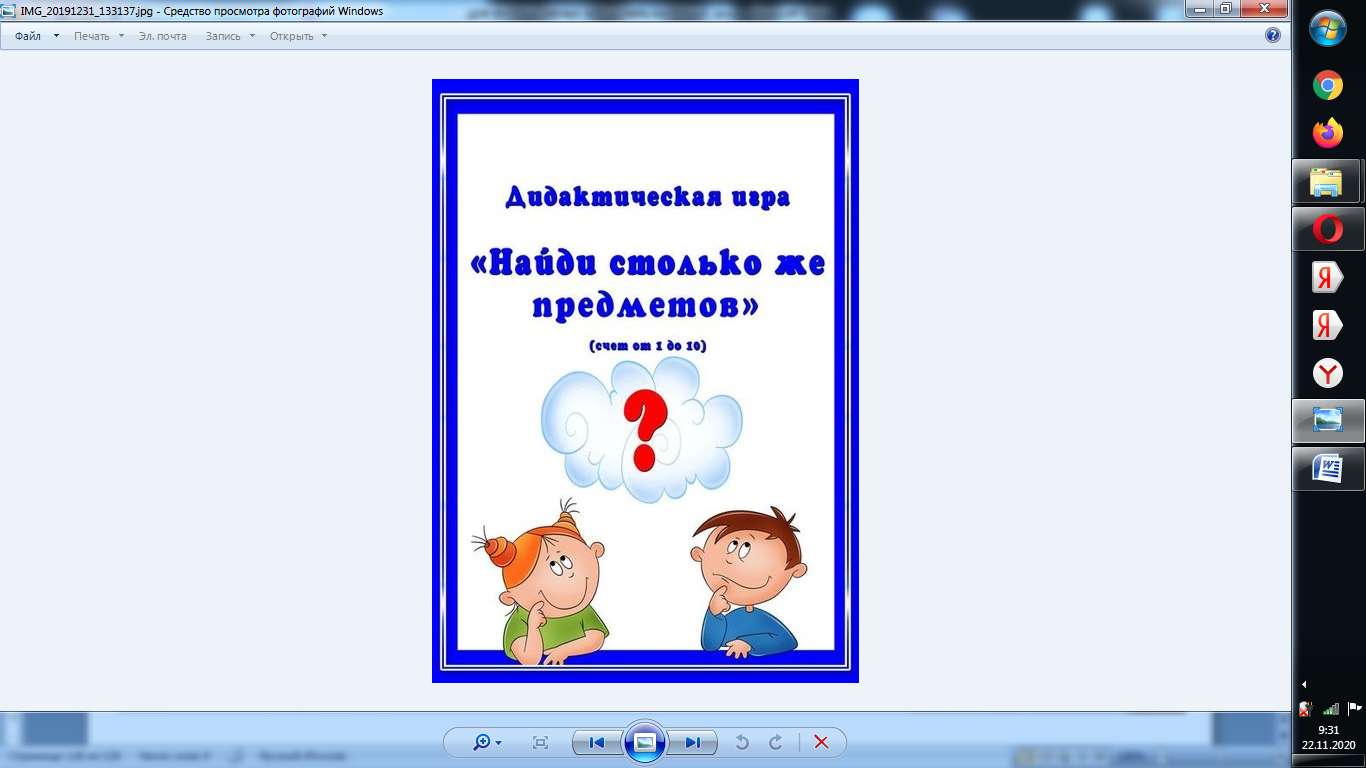 IMG_20191231_133137.jpg - Средство просмотра фотографий Windows
Файл Печать Эл. почта Запись Открыть
Дидактическая игра
«Найди столько же
предметов»
(счет от 1 до 10)
?
9:31
22.11.2020